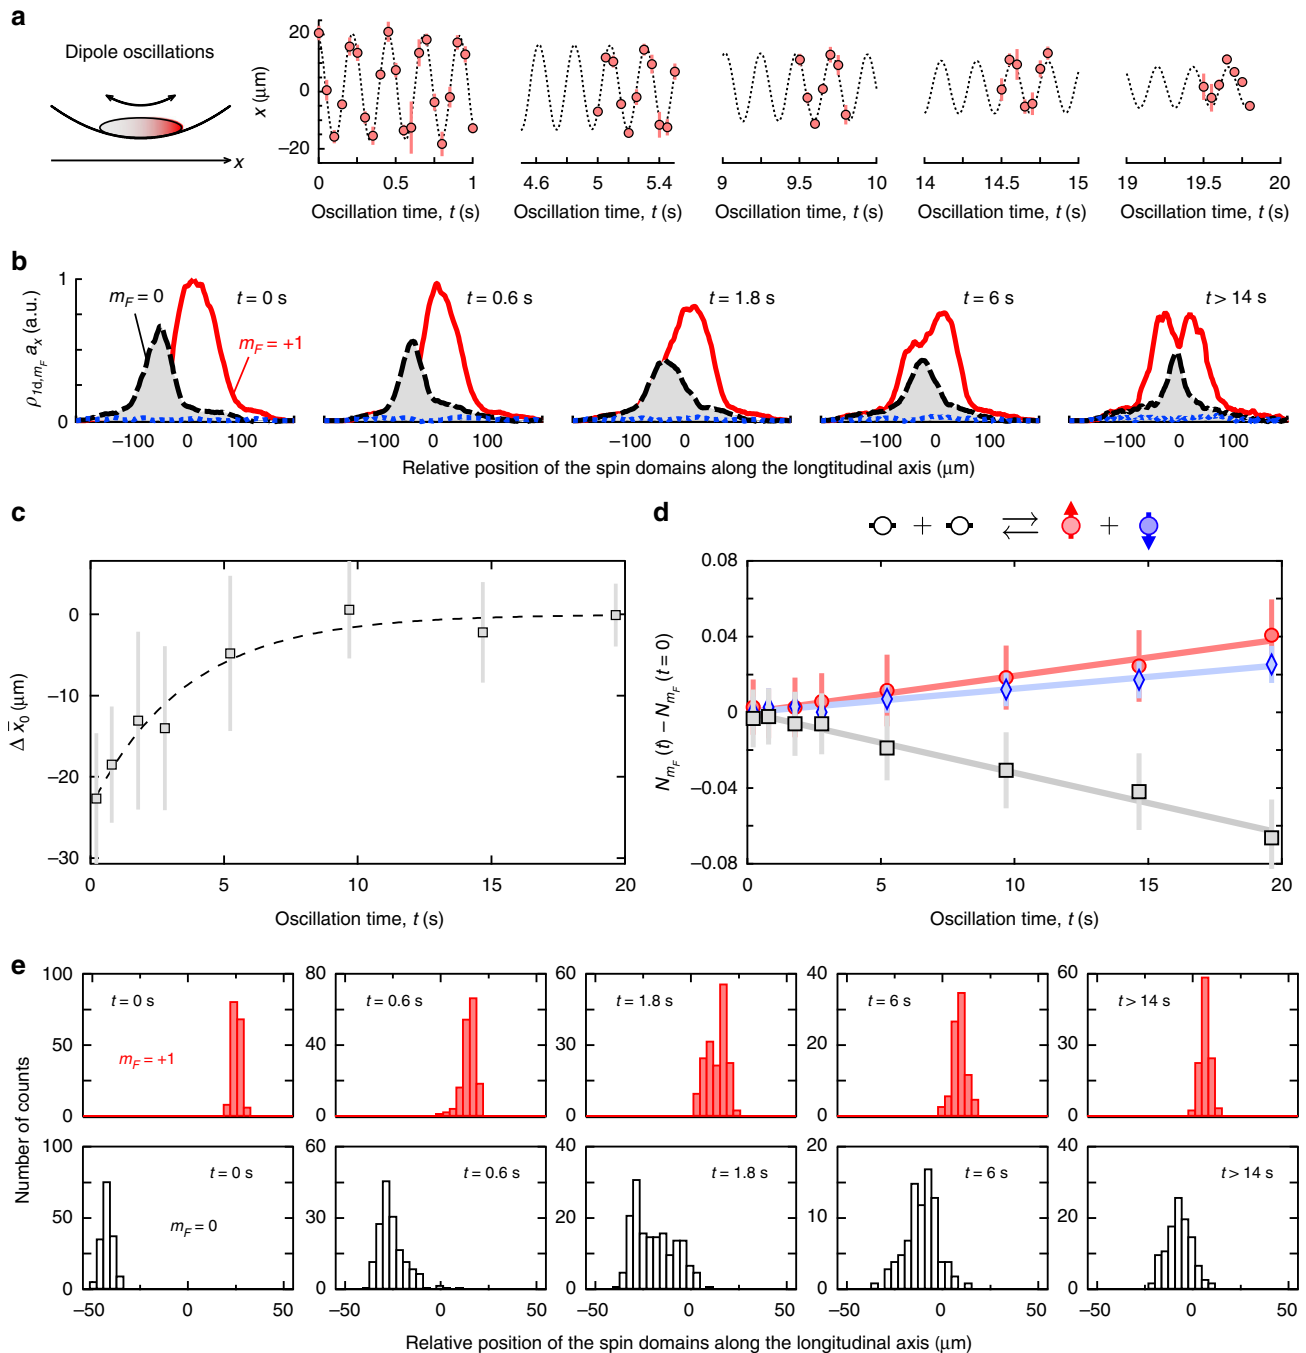 a
Dipole oscillations
x
x (μm)
20
0
−20
0 0.5 1
4.6 5 5.4
9 9.5 10
14 14.5 15
19 19.5 20
Oscillation time, t (s)
Oscillation time, t (s)
Oscillation time, t (s)
Oscillation time, t (s)
Oscillation time, t (s)
b
ρ1d,mF ax (a.u.)
1
0
mF = 0
t = 0 s
mF = +1
t = 0.6 s
t = 1.8 s
t = 6 s
t > 14 s
−100 0 100
−100 0 100
−100 0 100
−100 0 100
−100 0 100
Relative position of the spin domains along the longtitudinal axis (μm)
c
Δ x̄0 (μm)
0
−10
−20
−30
0 5 10 15 20
Oscillation time, t (s)
d
+ ⇌ +
NmF (t) − NmF (t = 0)
0.08
0.04
0
−0.04
−0.08
0 5 10 15 20
Oscillation time, t (s)
e
Number of counts
100
50
0
t = 0 s
mF = +1
80
40
0
t = 0.6 s
60
30
0
t = 1.8 s
40
20
0
t = 6 s
60
30
0
t > 14 s
100
75
50
25
0
t = 0 s
mF = 0
60
30
0
t = 0.6 s
40
20
0
t = 1.8 s
20
10
0
t = 6 s
40
20
0
t > 14 s
−50 0 50
−50 0 50
−50 0 50
−50 0 50
−50 0 50
Relative position of the spin domains along the longitudinal axis (μm)